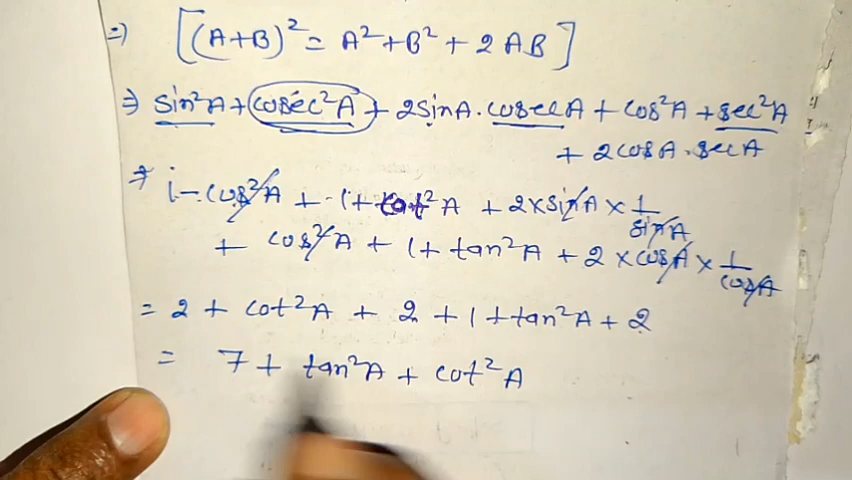 ⇒) [(A+B)² = A² + B² + 2AB]
⇒ sin²A + cosec²A + 2sinA.cosecA + cos²A + sec²A
+ 2cosA.secA
⇒ 1 - cos²A + 1 + cot²A + 2×sinA × 1/sinA
+ cos²A + 1 + tan²A + 2 × cosA × 1/cosA
= 2 + cot²A + 2 + 1 + tan²A + 2
= 7 + tan²A + cot²A